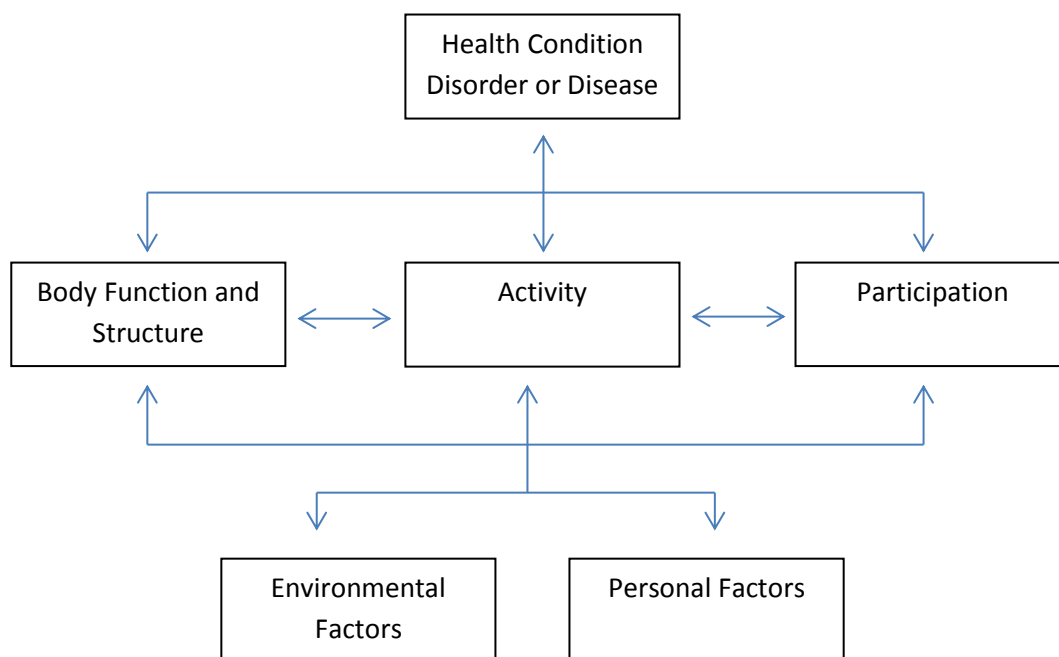 Health Condition
Disorder or Disease
Body Function and
Structure
Activity
Participation
Environmental
Factors
Personal Factors